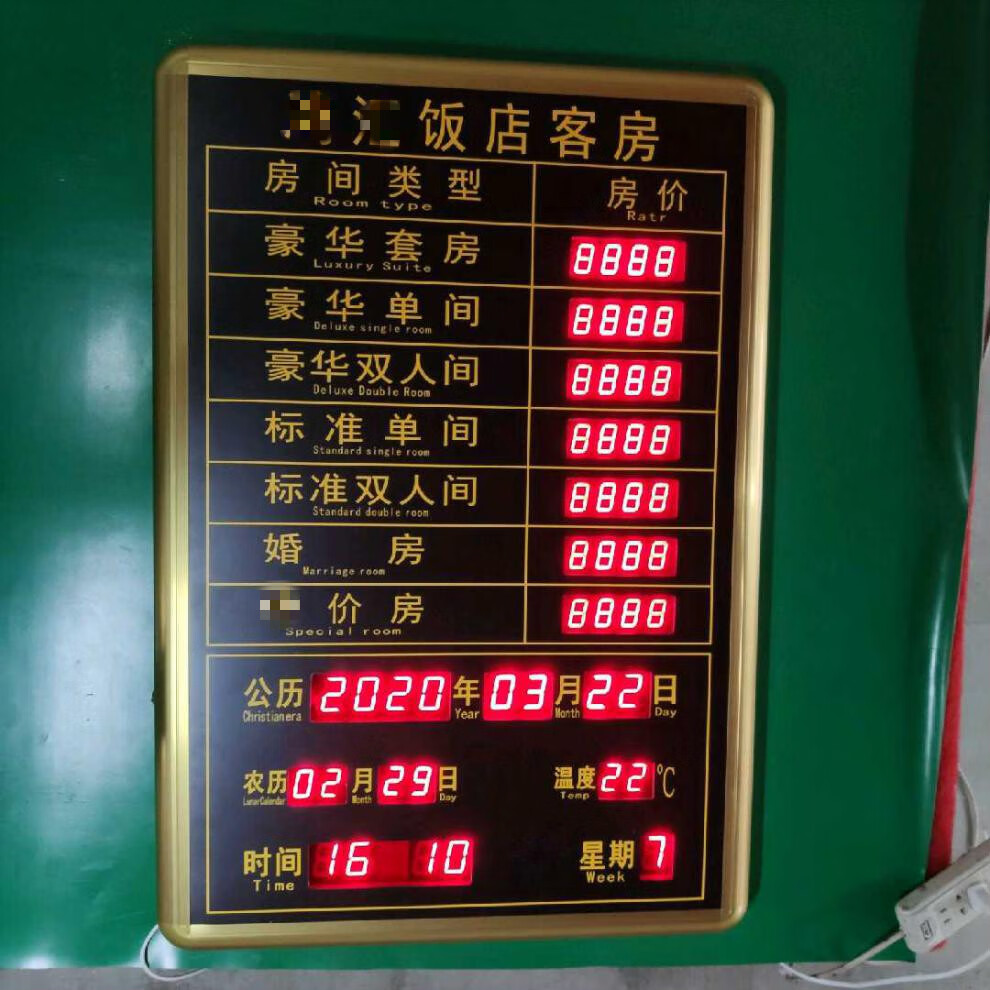 汇饭店客房
房间类型 房价
Room type Ratr
豪华套房 8888
Luxury Suite
豪华单间 8888
Deluxe single room
豪华双人间 8888
Deluxe Double Room
标准单间 8888
Standard single room
标准双人间 8888
Standard double room
婚房 8888
Marriage room
价房 8888
Special room
公历 2020 年 03 月 22 日
Christianera Year Month Day
农历 02 月 29 日 温度 22 ℃
LunarCalendar Month Day Temp
时间 16 10 星期 7
Time Week